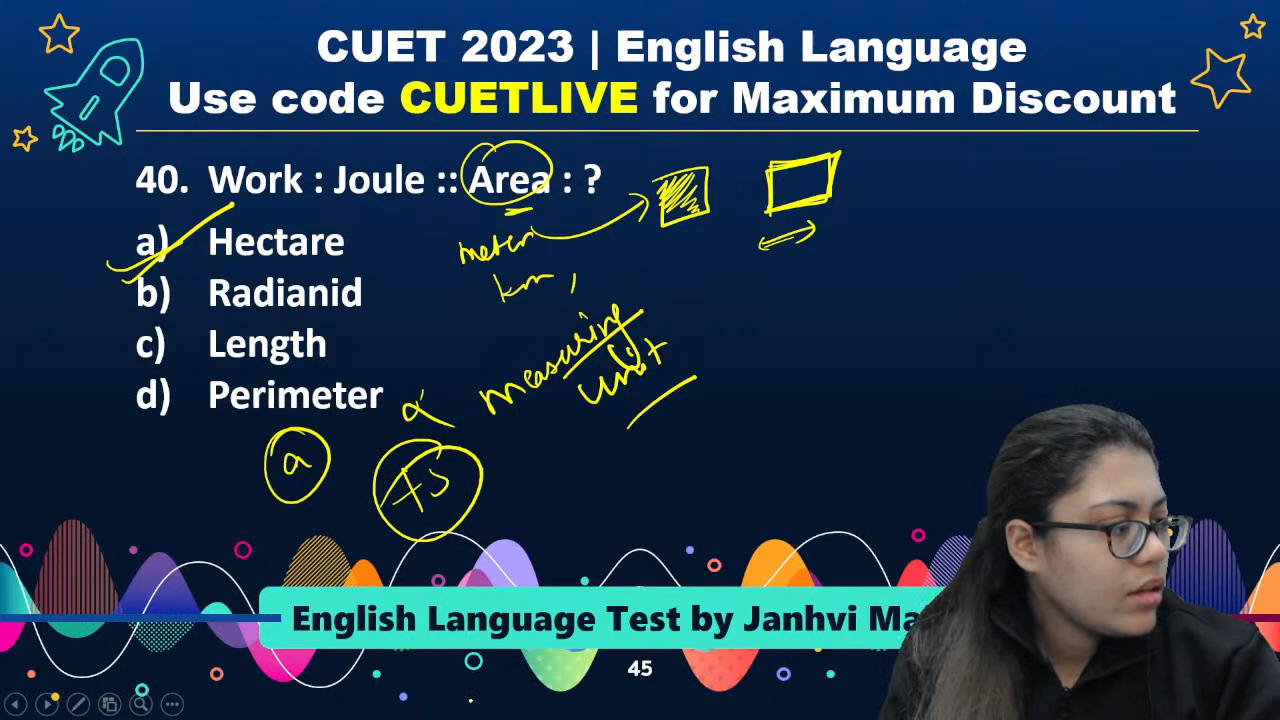 CUET 2023 | English Language
Use code CUETLIVE for Maximum Discount
40. Work : Joule :: Area : ?
a) Hectare
b) Radianid
c) Length
d) Perimeter
meter
km,
measuring
unit
a
+5
English Language Test by Janhvi Ma
45